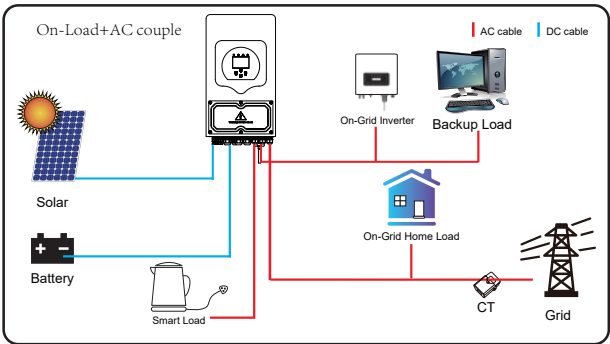 On-Load+AC couple
AC cable
DC cable
On-Grid Inverter
Backup Load
Solar
On-Grid Home Load
Battery
Smart Load
CT
Grid